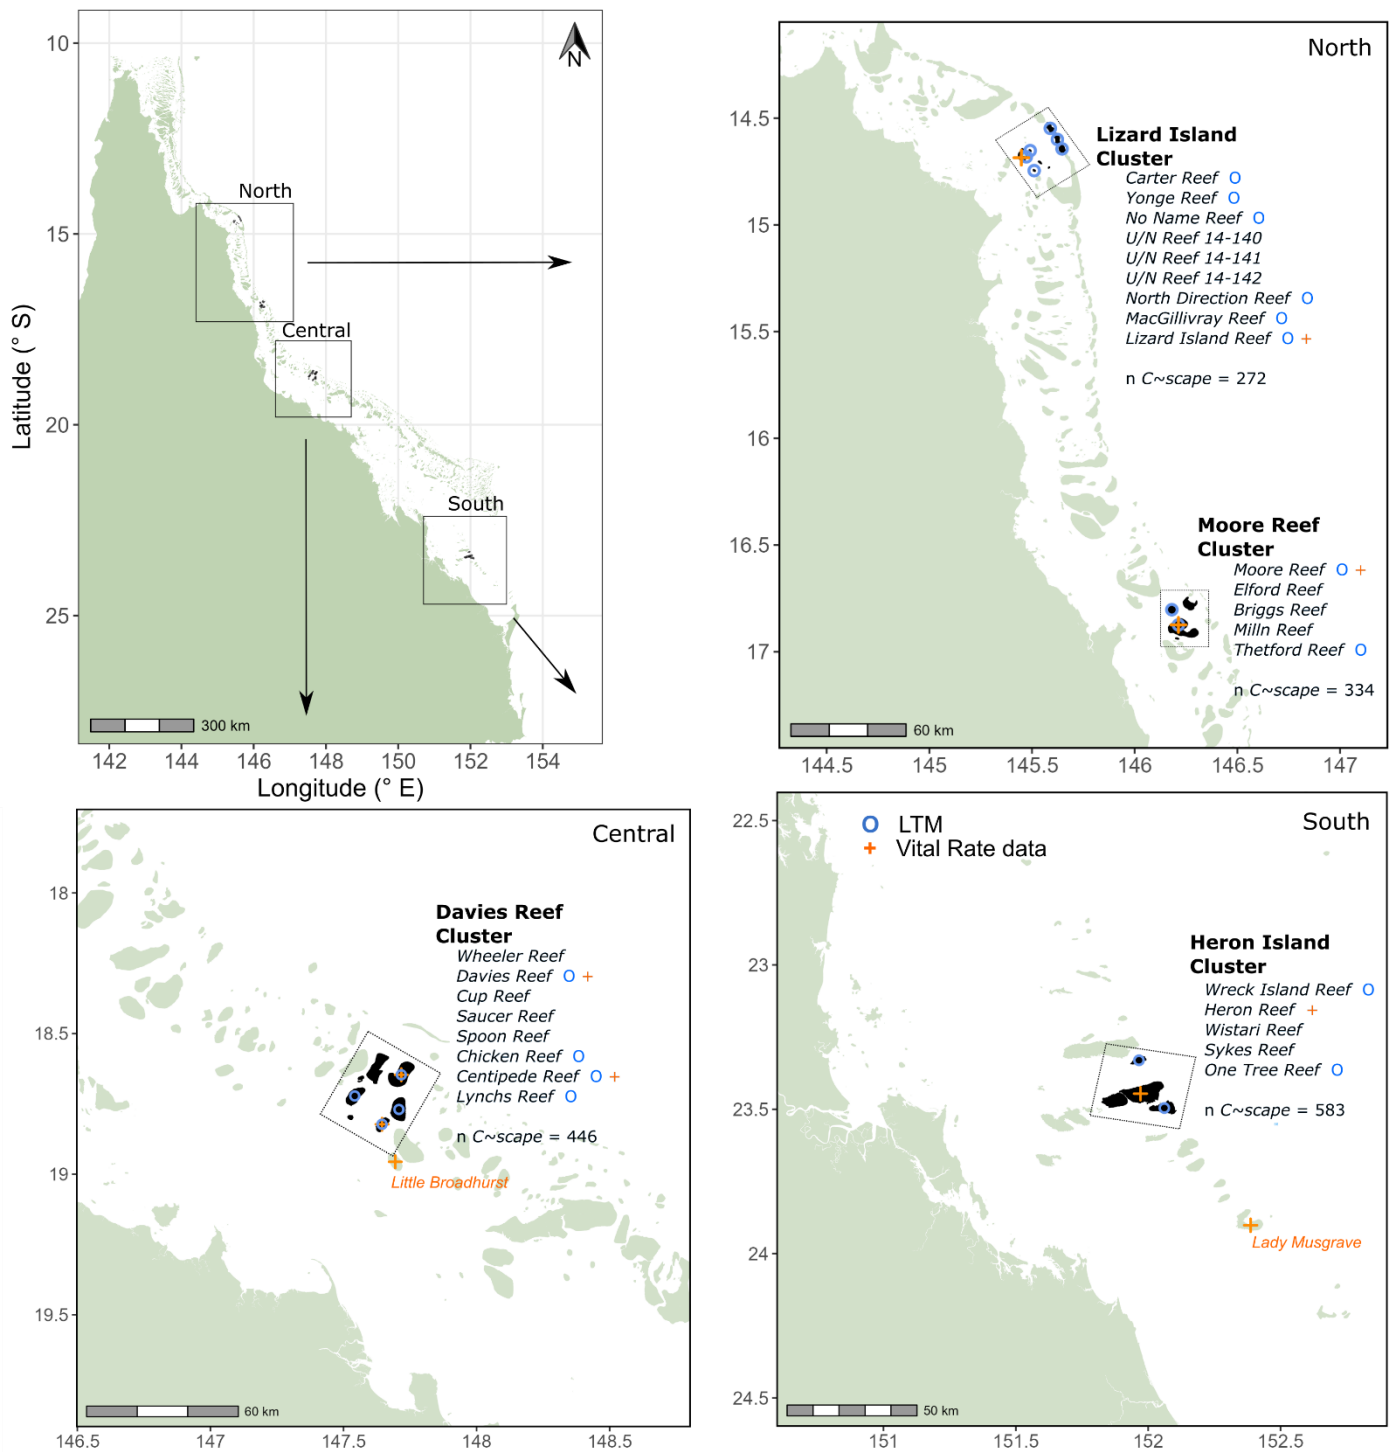 10
15
20
25
Latitude (° S)
N
North
Central
South
300 km
142 144 146 148 150 152 154
Longitude (° E)
North
14.5
15
15.5
16
16.5
17
Lizard Island
Cluster
Carter Reef O
Yonge Reef O
No Name Reef O
U/N Reef 14-140
U/N Reef 14-141
U/N Reef 14-142
North Direction Reef O
MacGillivray Reef O
Lizard Island Reef O +
n C~scape = 272
Moore Reef
Cluster
Moore Reef O +
Elford Reef
Briggs Reef
Milln Reef
Thetford Reef O
n C~scape = 334
60 km
144.5 145 145.5 146 146.5 147
Central
18
18.5
19
19.5
Davies Reef
Cluster
Wheeler Reef
Davies Reef O +
Cup Reef
Saucer Reef
Spoon Reef
Chicken Reef O
Centipede Reef O +
Lynchs Reef O
n C~scape = 446
Little Broadhurst
60 km
146.5 147 147.5 148 148.5
South
O LTM
+ Vital Rate data
22.5
23
23.5
24
24.5
Heron Island
Cluster
Wreck Island Reef O
Heron Reef +
Wistari Reef
Sykes Reef
One Tree Reef O
n C~scape = 583
Lady Musgrave
50 km
151 151.5 152 152.5